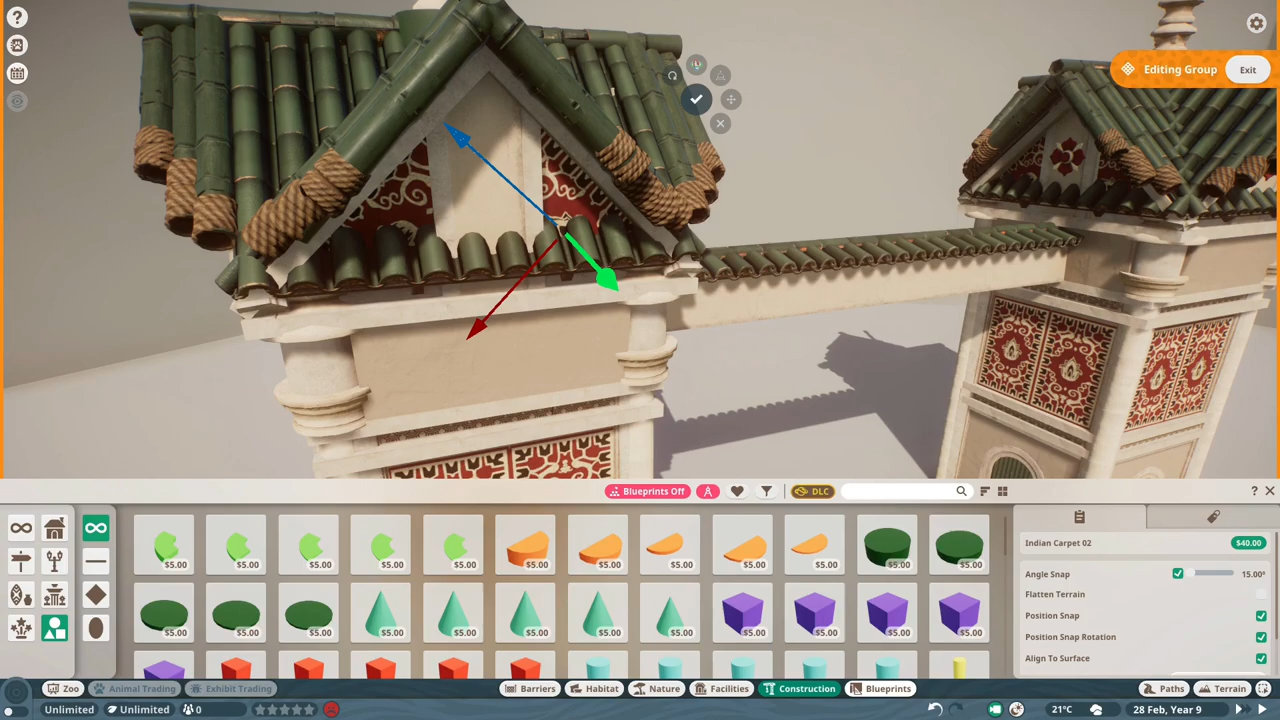 Editing Group
Exit
Blueprints Off
DLC
$5.00 $5.00 $5.00 $5.00 $5.00 $5.00 $5.00 $5.00 $5.00 $5.00 $5.00 $5.00
$5.00 $5.00 $5.00 $5.00 $5.00 $5.00 $5.00 $5.00 $5.00 $5.00 $5.00 $5.00
Indian Carpet 02 $40.00
Angle Snap 15.00°
Flatten Terrain
Position Snap
Position Snap Rotation
Align To Surface
Zoo Animal Trading Exhibit Trading Barriers Habitat Nature Facilities Construction Blueprints Paths Terrain
Unlimited Unlimited 0 21°C 28 Feb, Year 9